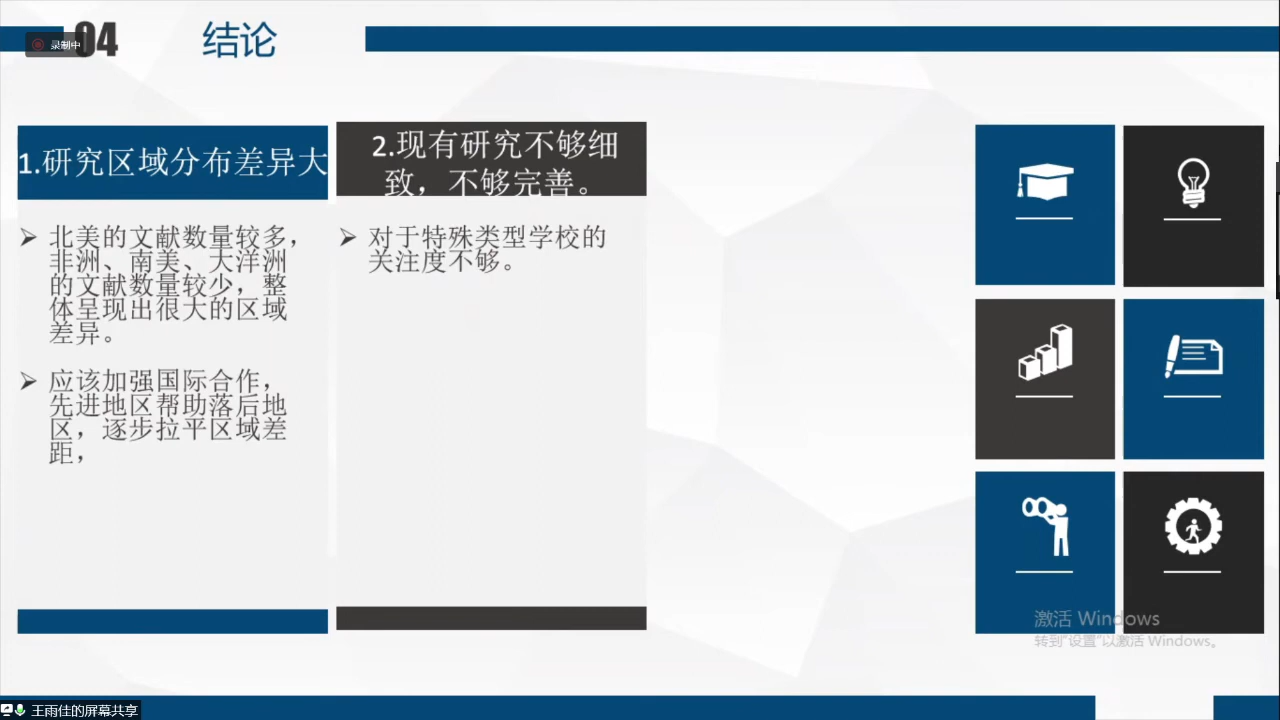 04
结论
录制中
1.研究区域分布差异大
北美的文献数量较多，
非洲、南美、大洋洲
的文献数量较少，整
体呈现出很大的区域
差异。
应该加强国际合作，
先进地区帮助落后地
区，逐步拉平区域差
距，
2.现有研究不够细
致，不够完善。
对于特殊类型学校的
关注度不够。
激活 Windows
转到"设置"以激活 Windows。
王雨佳的屏幕共享